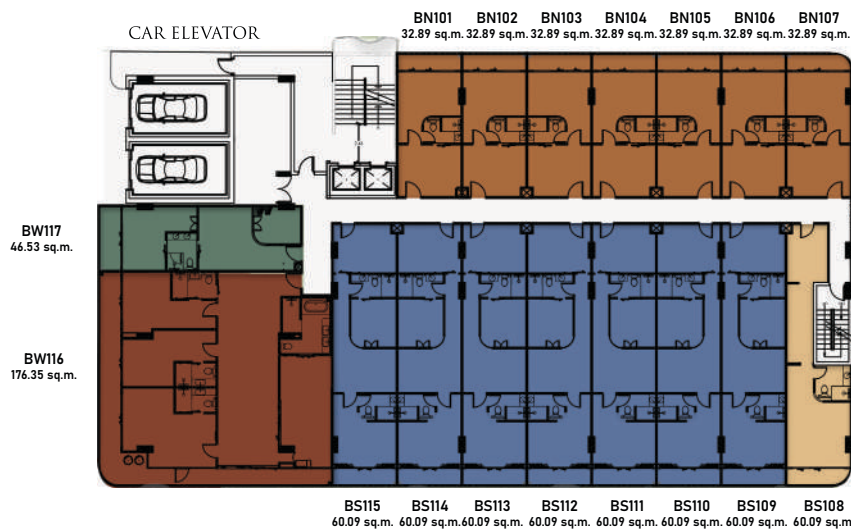 CAR ELEVATOR
BN101 BN102 BN103 BN104 BN105 BN106 BN107
32.89 sq.m. 32.89 sq.m. 32.89 sq.m. 32.89 sq.m. 32.89 sq.m. 32.89 sq.m. 32.89 sq.m.
BW117
46.53 sq.m.
BW116
176.35 sq.m.
BS115 BS114 BS113 BS112 BS111 BS110 BS109 BS108
60.09 sq.m. 60.09 sq.m. 60.09 sq.m. 60.09 sq.m. 60.09 sq.m. 60.09 sq.m. 60.09 sq.m. 60.09 sq.m.